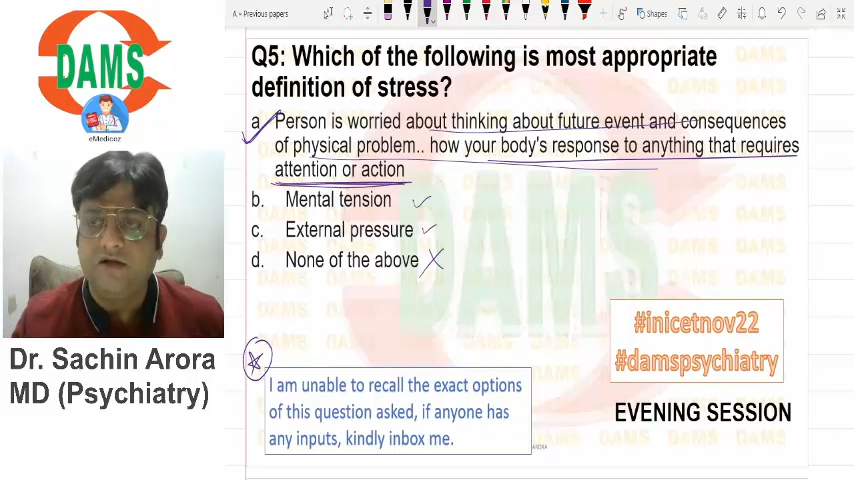 A = Previous papers
Shapes
DAMS
eMedicoz
Q5: Which of the following is most appropriate
definition of stress?
a. Person is worried about thinking about future event and consequences
of physical problem.. how your body's response to anything that requires
attention or action
b. Mental tension
c. External pressure
d. None of the above
#inicetnov22
#damspsychiatry
Dr. Sachin Arora
MD (Psychiatry)
I am unable to recall the exact options
of this question asked, if anyone has
any inputs, kindly inbox me.
EVENING SESSION
ARORA
DAMS